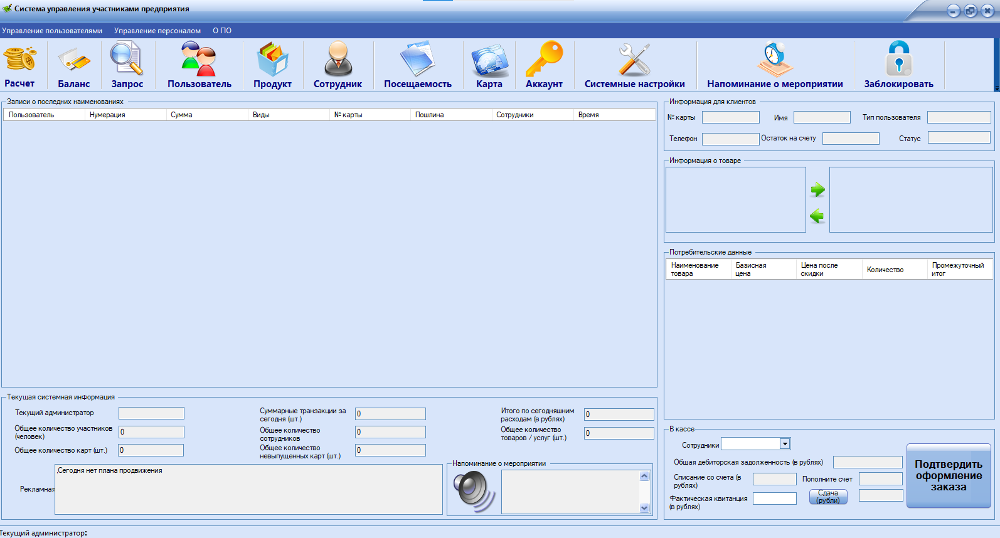 Система управления участниками предприятия
Управление пользователями Управление персоналом О ПО
Расчет Баланс Запрос Пользователь Продукт Сотрудник Посещаемость Карта Аккаунт Системные настройки Напоминание о мероприятии Заблокировать
Записи о последних наименованиях
Пользователь Нумерация Сумма Виды № карты Пошлина Сотрудники Время
Информация для клиентов
№ карты Имя Тип пользователя
Телефон Остаток на счету Статус
Информация о товаре
Потребительские данные
Наименование товара Базисная цена Цена после скидки Количество Промежуточный итог
Текущая системная информация
Текущий администратор
Суммарные транзакции за
сегодня (шт.) 0
Итого по сегодняшним
расходам (в рублях) 0
Общее количество участников
(человек) 0
Общее количество
сотрудников 0
Общее количество
товаров / услуг (шт.) 0
Общее количество карт (шт.) 0
Общее количество
невыпущенных карт (шт.) 0
Рекламная
,Сегодня нет плана продвижения
Напоминание о мероприятии
В кассе
Сотрудники
Общая дебиторская задолженность (в рублях)
Списание со счета (в
рублях)
Пополните счет
Фактическая квитанция
(в рублях)
Сдача
(рубли)
Подтвердить
оформление
заказа
Текущий администратор: